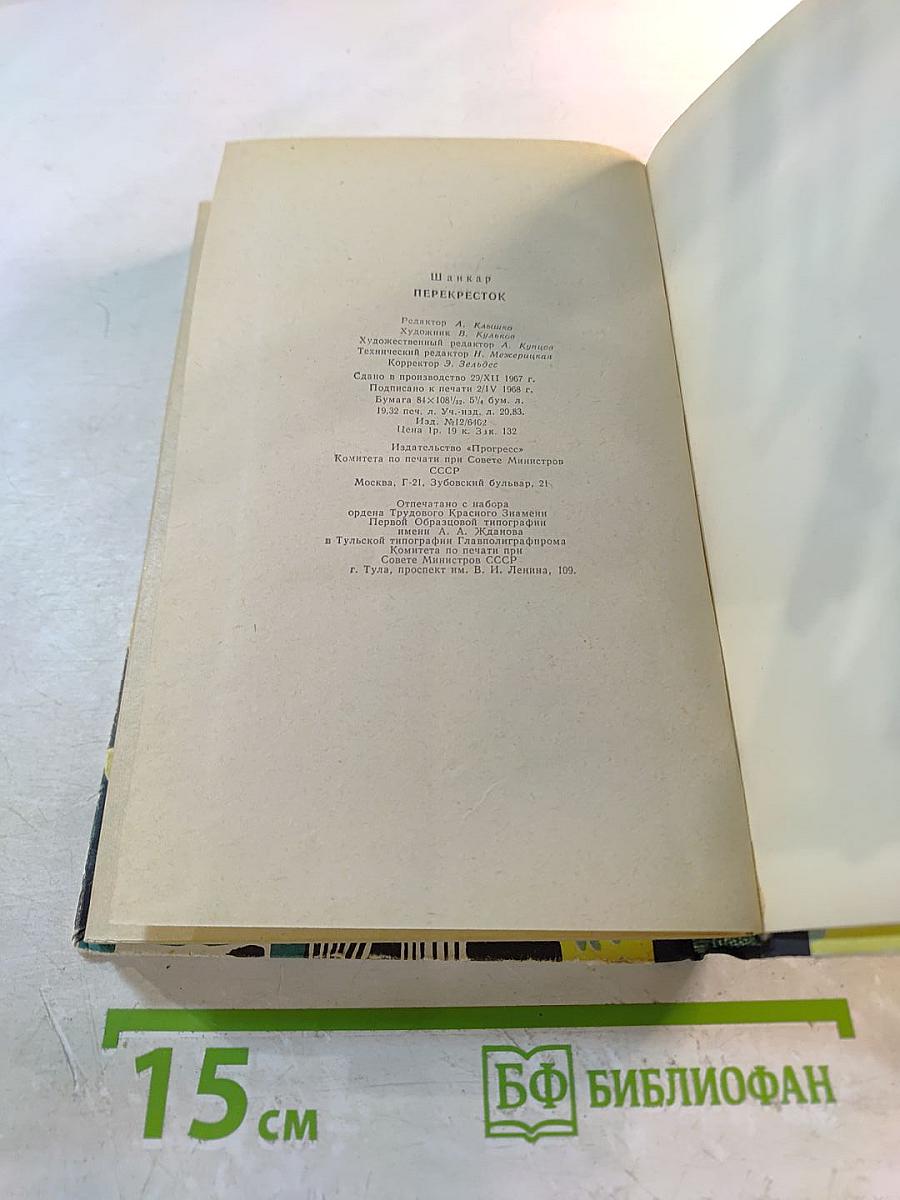 Шанкар
ПЕРЕКРЕСТОК
Редактор А. Клышко
Художник В. Кульков
Художественный редактор А. Купцов
Технический редактор Н. Межерицкая
Корректор Э. Зельдес
Сдано в производство 29/XII 1967 г.
Подписано к печати 2/IV 1968 г.
Бумага 84×108¹/₃₂. 5¾ бум. л.
19,32 печ. л. Уч.-изд. л. 20,83.
Изд. №12/6462
Цена 1р. 19 к. Зак. 132
Издательство «Прогресс»
Комитета по печати при Совете Министров
СССР
Москва, Г-21, Зубовский бульвар, 21
Отпечатано с набора
ордена Трудового Красного Знамени
Первой Образцовой типографии
имени А. А. Жданова
в Тульской типографии Главполиграфпрома
Комитета по печати при
Совете Министров СССР
г. Тула, проспект им. В. И. Ленина, 109.
15 см
БФ БИБЛИОФАН